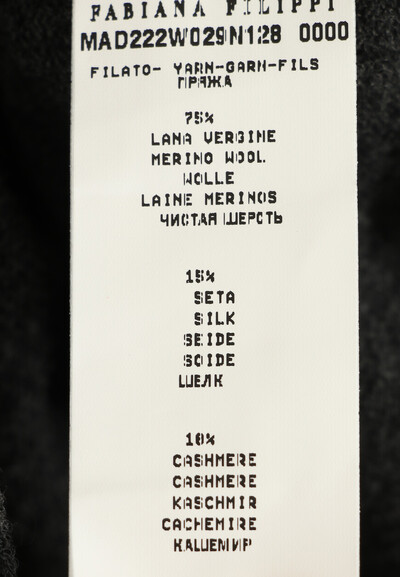 FABIANA FILIPPI
MAD222W029N128 0000
FILATO- YARN-GARN-FILS
ПРЯЖА
75%
LANA VERGINE
MERINO WOOL
WOLLE
LAINE MERINOS
ЧИСТАЯ ШЕРСТЬ
15%
SETA
SILK
SEIDE
SOIDE
ШЕЛК
10%
CASHMERE
CASHMERE
KASCHMIR
CACHEMIRE
КАШЕМИР